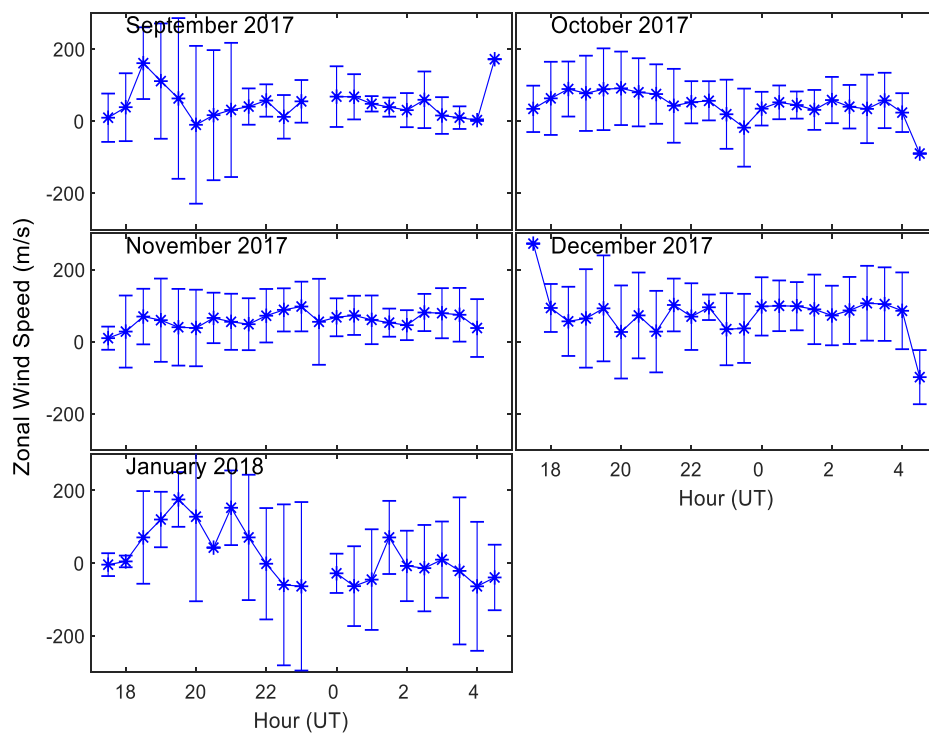 September 2017
October 2017
200
0
-200
November 2017
December 2017
200
0
-200
Zonal Wind Speed (m/s)
18 20 22 0 2 4
Hour (UT)
January 2018
200
0
-200
18 20 22 0 2 4
Hour (UT)